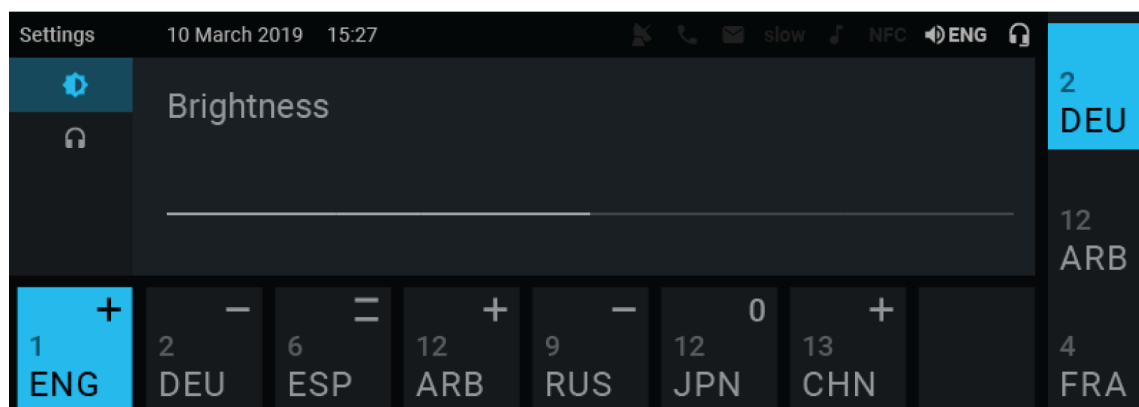 Settings 10 March 2019 15:27 slow NFC ENG
Brightness
2
DEU
12
ARB
4
FRA
+ − = + − 0 +
1 2 6 12 9 12 13
ENG DEU ESP ARB RUS JPN CHN